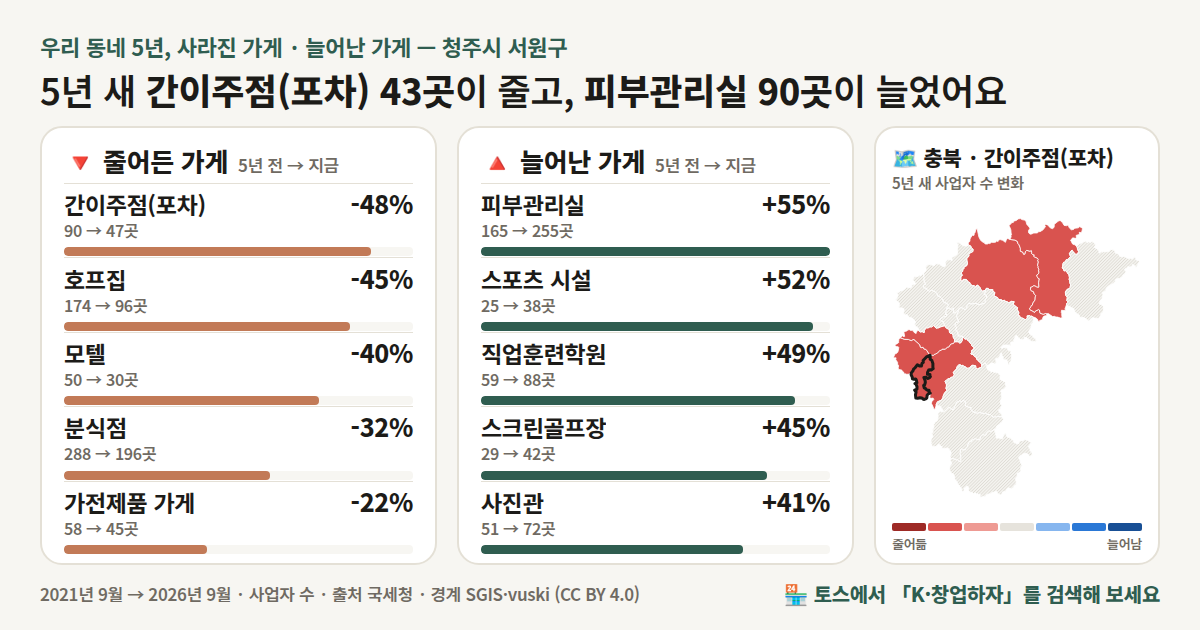 우리 동네 5년, 사라진 가게 · 늘어난 가게 — 청주시 서원구
5년 새 간이주점(포차) 43곳이 줄고, 피부관리실 90곳이 늘었어요
🔻 줄어든 가게 5년 전 → 지금
간이주점(포차) -48%
90 → 47곳
호프집 -45%
174 → 96곳
모텔 -40%
50 → 30곳
분식점 -32%
288 → 196곳
가전제품 가게 -22%
58 → 45곳
🔺 늘어난 가게 5년 전 → 지금
피부관리실 +55%
165 → 255곳
스포츠 시설 +52%
25 → 38곳
직업훈련학원 +49%
59 → 88곳
스크린골프장 +45%
29 → 42곳
사진관 +41%
51 → 72곳
🗺️ 충북 · 간이주점(포차)
5년 새 사업자 수 변화
줄어듦 늘어남
2021년 9월 → 2026년 9월 · 사업자 수 · 출처 국세청 · 경계 SGIS·vuski (CC BY 4.0)
🏪 토스에서 「K·창업하자」를 검색해 보세요